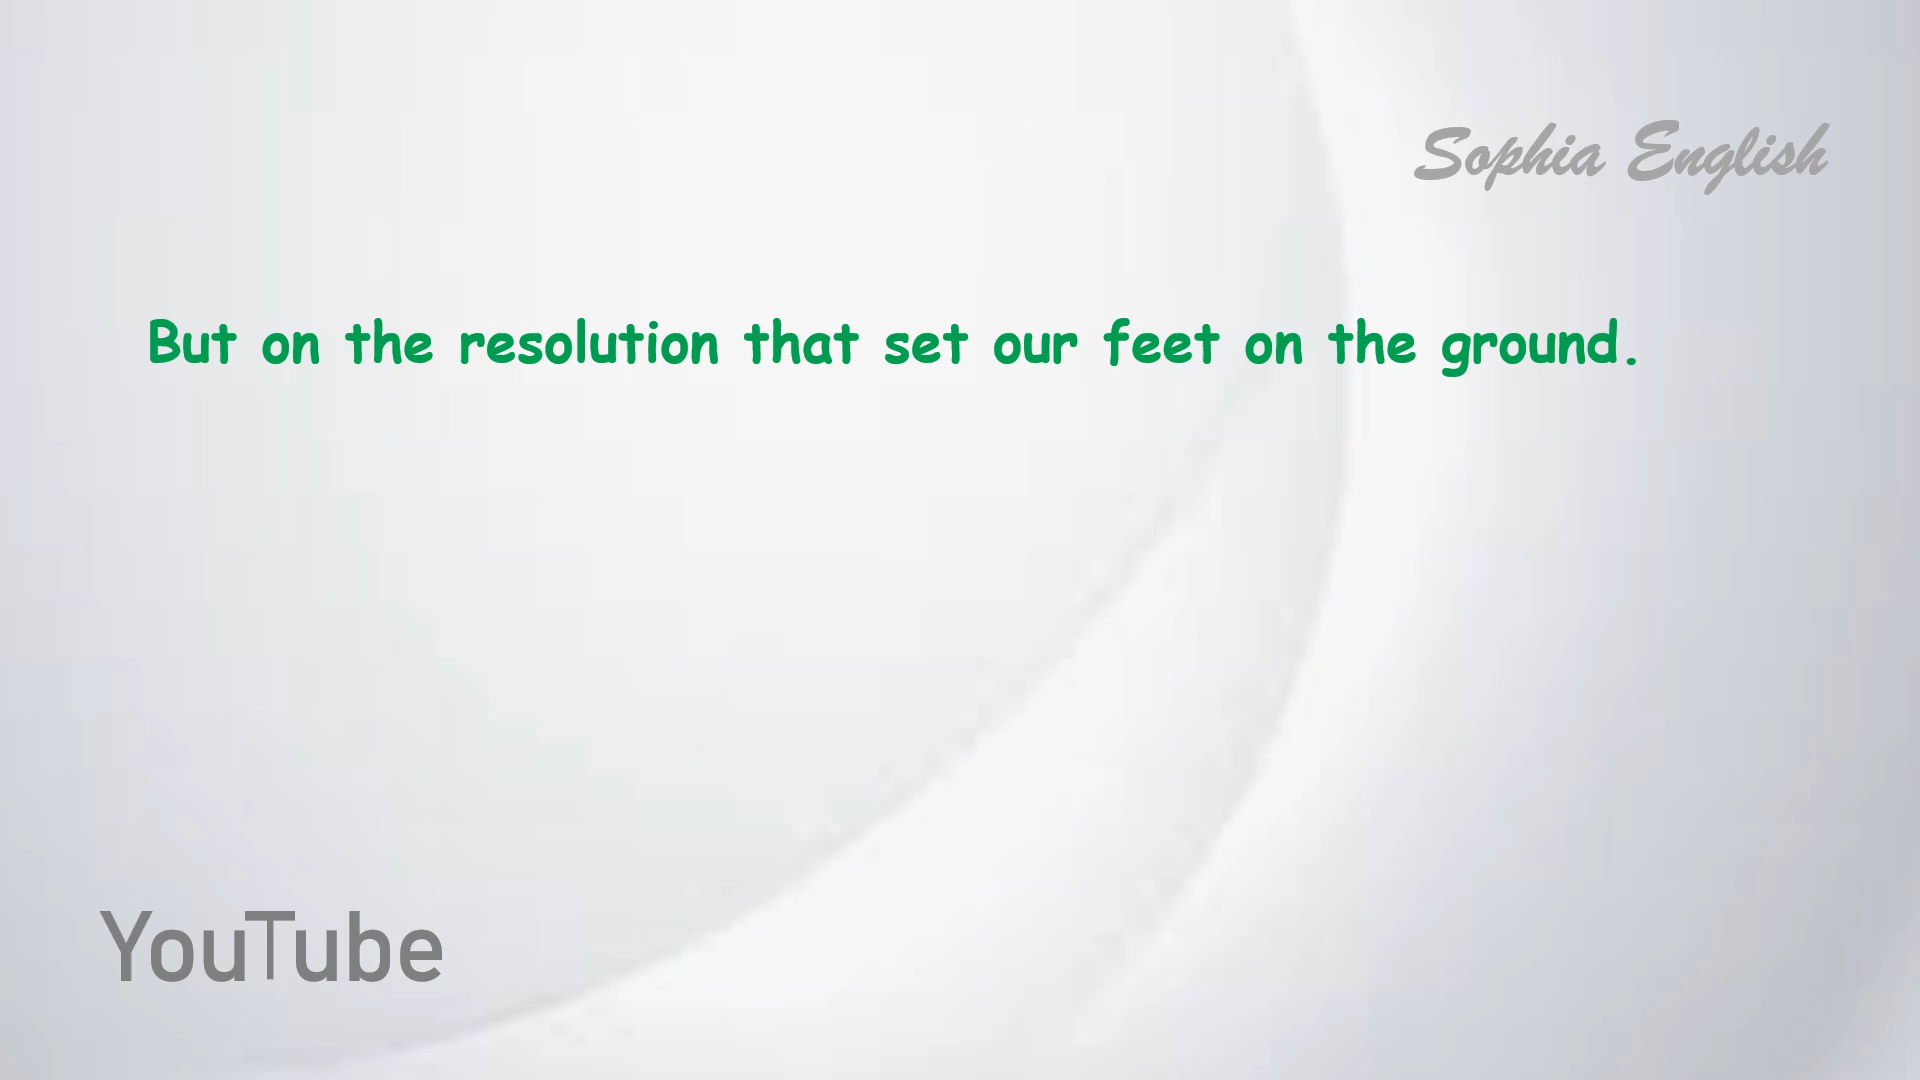 Sophia English
But on the resolution that set our feet on the ground.
YouTube